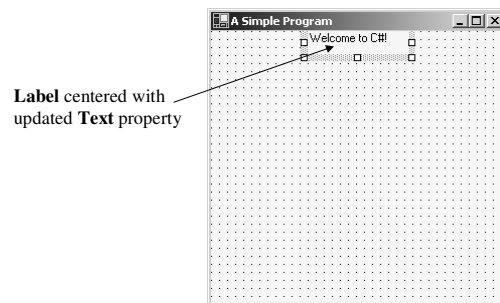 A Simple Program
Welcome to C#!
Label centered with
updated Text property